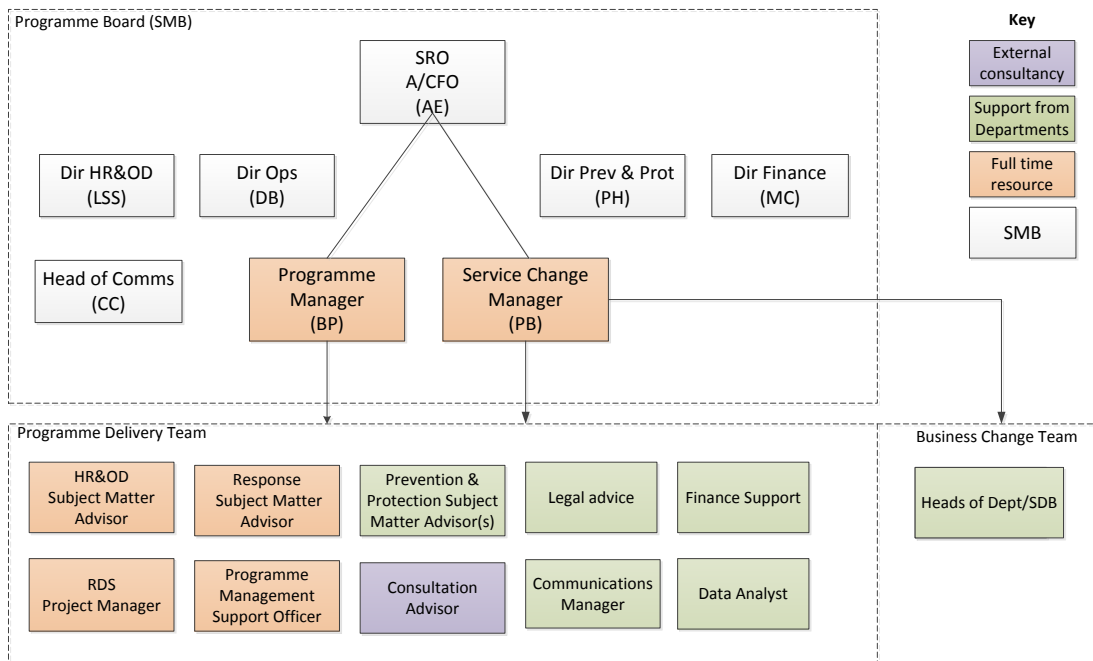 Programme Board (SMB)
SRO
A/CFO
(AE)
Dir HR&OD
(LSS)
Dir Ops
(DB)
Dir Prev & Prot
(PH)
Dir Finance
(MC)
Head of Comms
(CC)
Programme
Manager
(BP)
Service Change
Manager
(PB)
Key
External
consultancy
Support from
Departments
Full time
resource
SMB
Programme Delivery Team
HR&OD
Subject Matter
Advisor
Response
Subject Matter
Advisor
Prevention &
Protection Subject
Matter Advisor(s)
Legal advice
Finance Support
RDS
Project Manager
Programme
Management
Support Officer
Consultation
Advisor
Communications
Manager
Data Analyst
Business Change Team
Heads of Dept/SDB